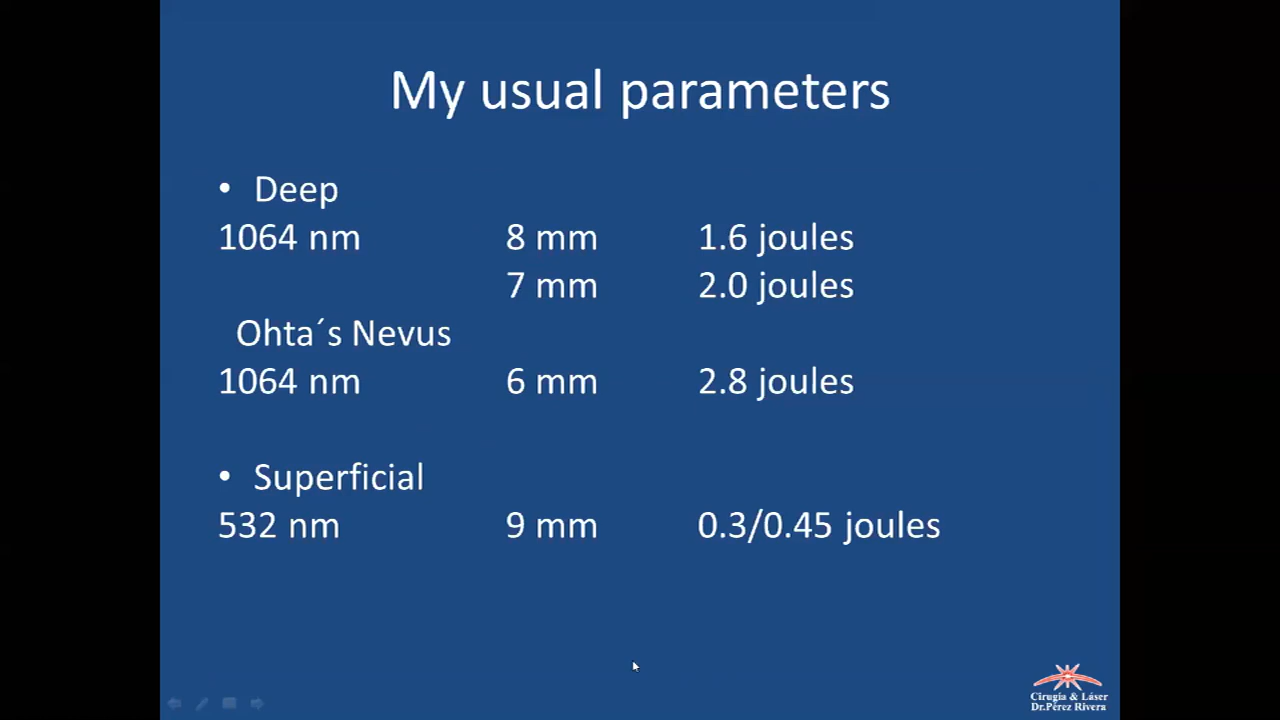 My usual parameters
• Deep
1064 nm 8 mm 1.6 joules
7 mm 2.0 joules
Ohta´s Nevus
1064 nm 6 mm 2.8 joules
• Superficial
532 nm 9 mm 0.3/0.45 joules
Cirugía & Láser
Dr.Pérez Rivera